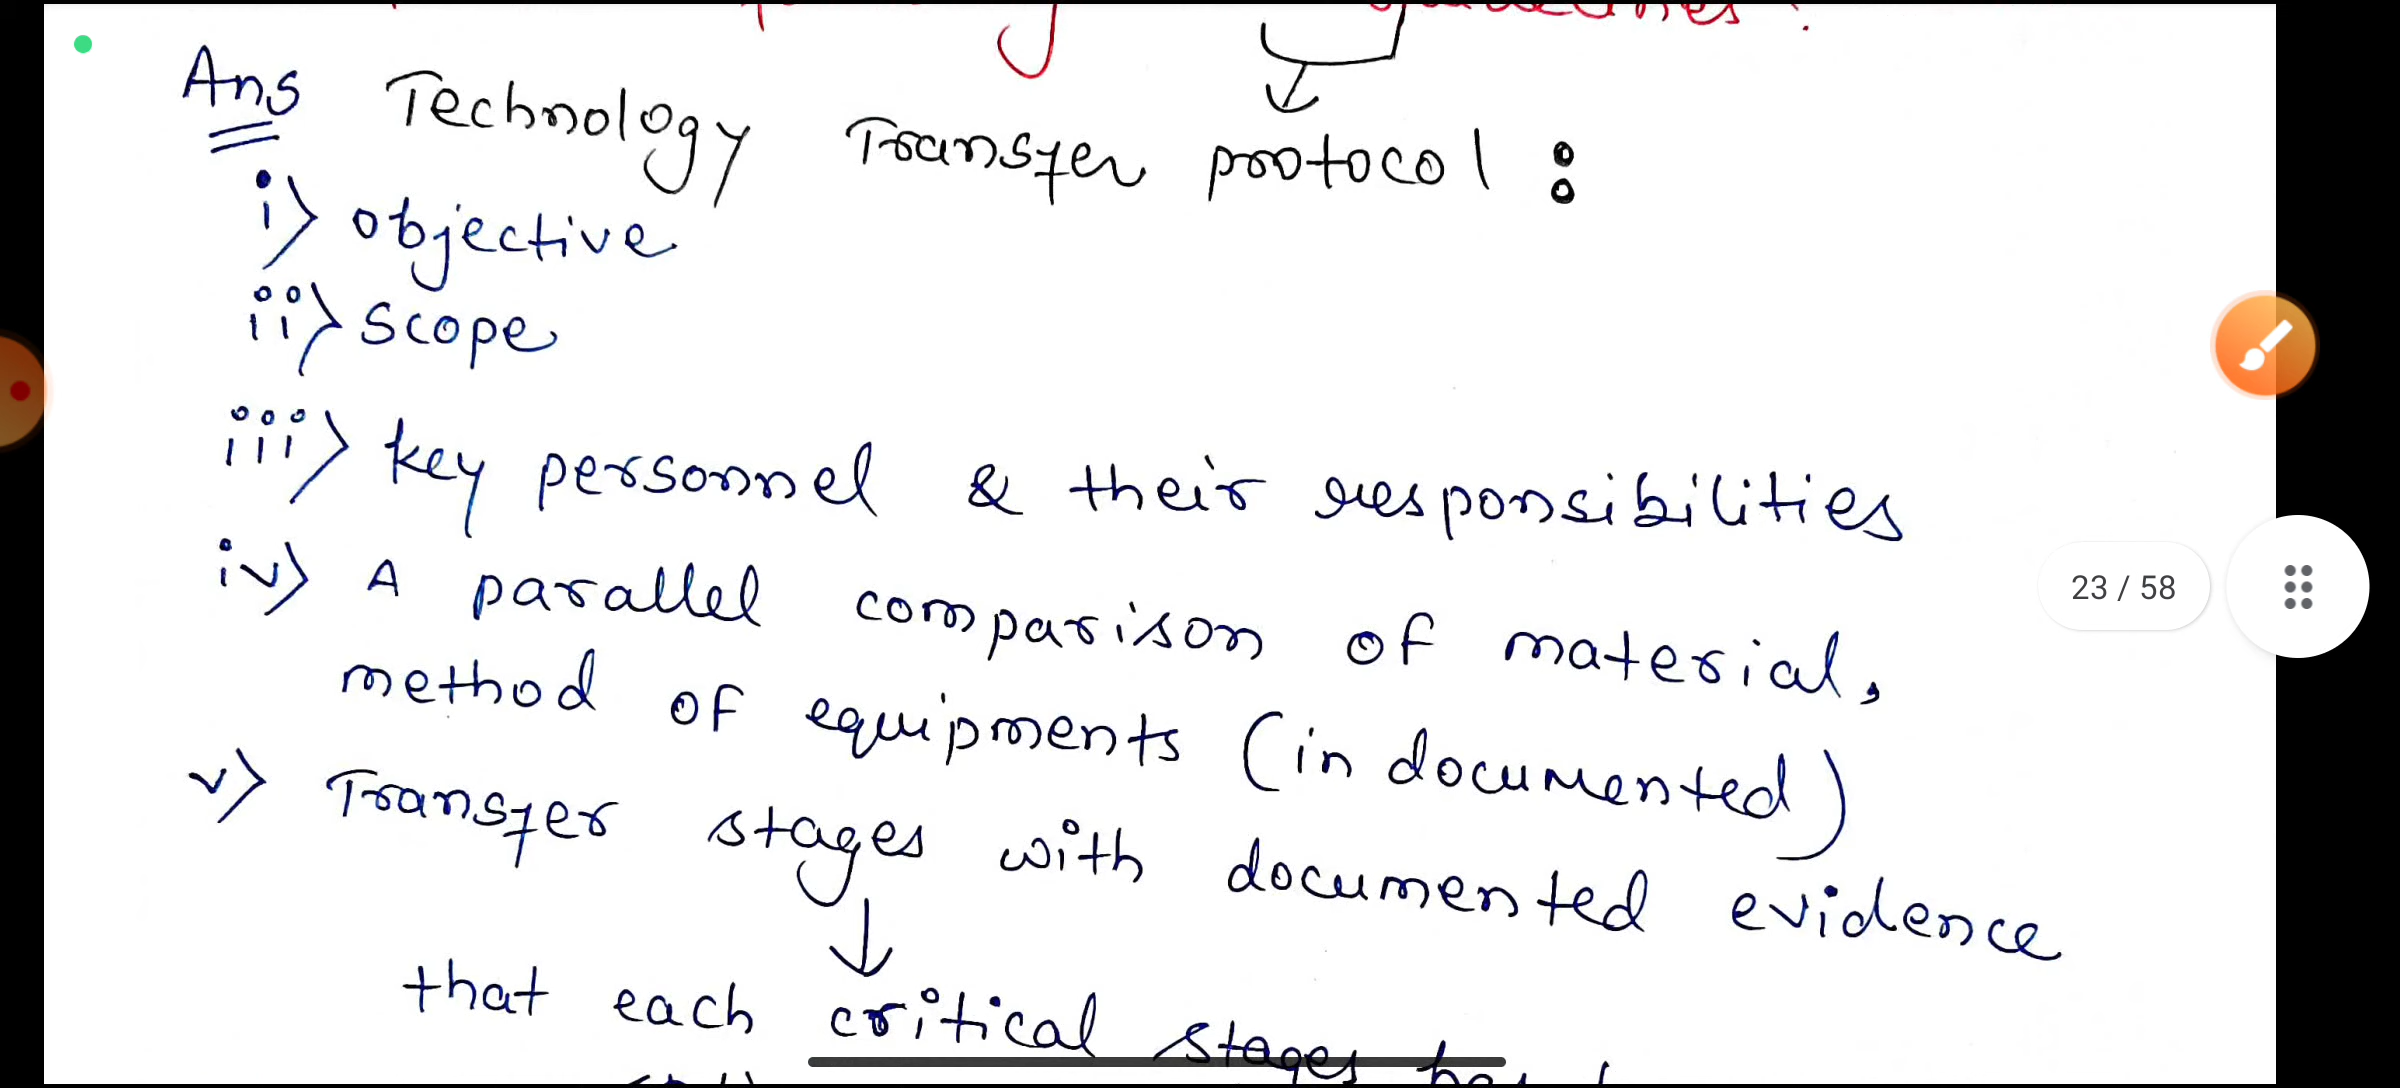 Ans Technology Transfer protocol :
i) objective
ii) scope
iii) key personnel & their responsibilities
iv) A parallel comparison of material,
method of equipments (in documented)
23 / 58
v) Transfer stages with documented evidence
that each critical stages